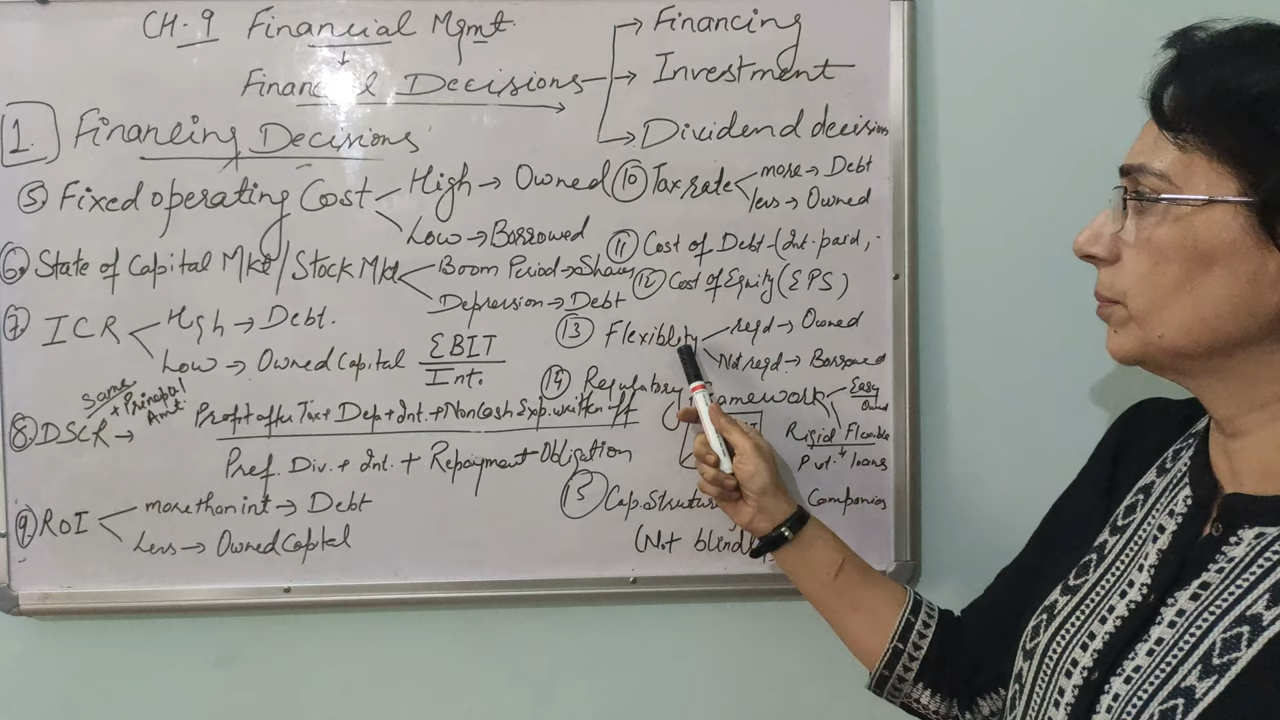 CH-9 Financial Mgmt.
Financial Decisions
Financing
Investment
Dividend decisions
1. Financing Decisions
5 Fixed operating Cost
High → Owned
Low → Borrowed
6. State of Capital Mkt / Stock Mkt
Boom Period → Shares
Depression → Debt
7 ICR
High → Debt.
Low → Owned Capital
EBIT
Int.
8 DSCR →
Same
+ Principal
Amt.
Profit after Tax + Dep + Int. + Non Cash Exp. written off
Pref. Div. + Int. + Repayment Obligation
9 RoI
more than int → Debt
Less → Owned Capital
10 Tax rate
more → Debt
less → Owned
11 Cost of Debt - (Int. paid,
12 Cost of Equity (EPS)
13 Flexiblity
reqd → Owned
Not reqd → Borrowed
14 Regulatory Framework
Easy
Owned
Rigid Flexible
Pvt. loans
15 Cap. Structure
Companies
(Not blindly